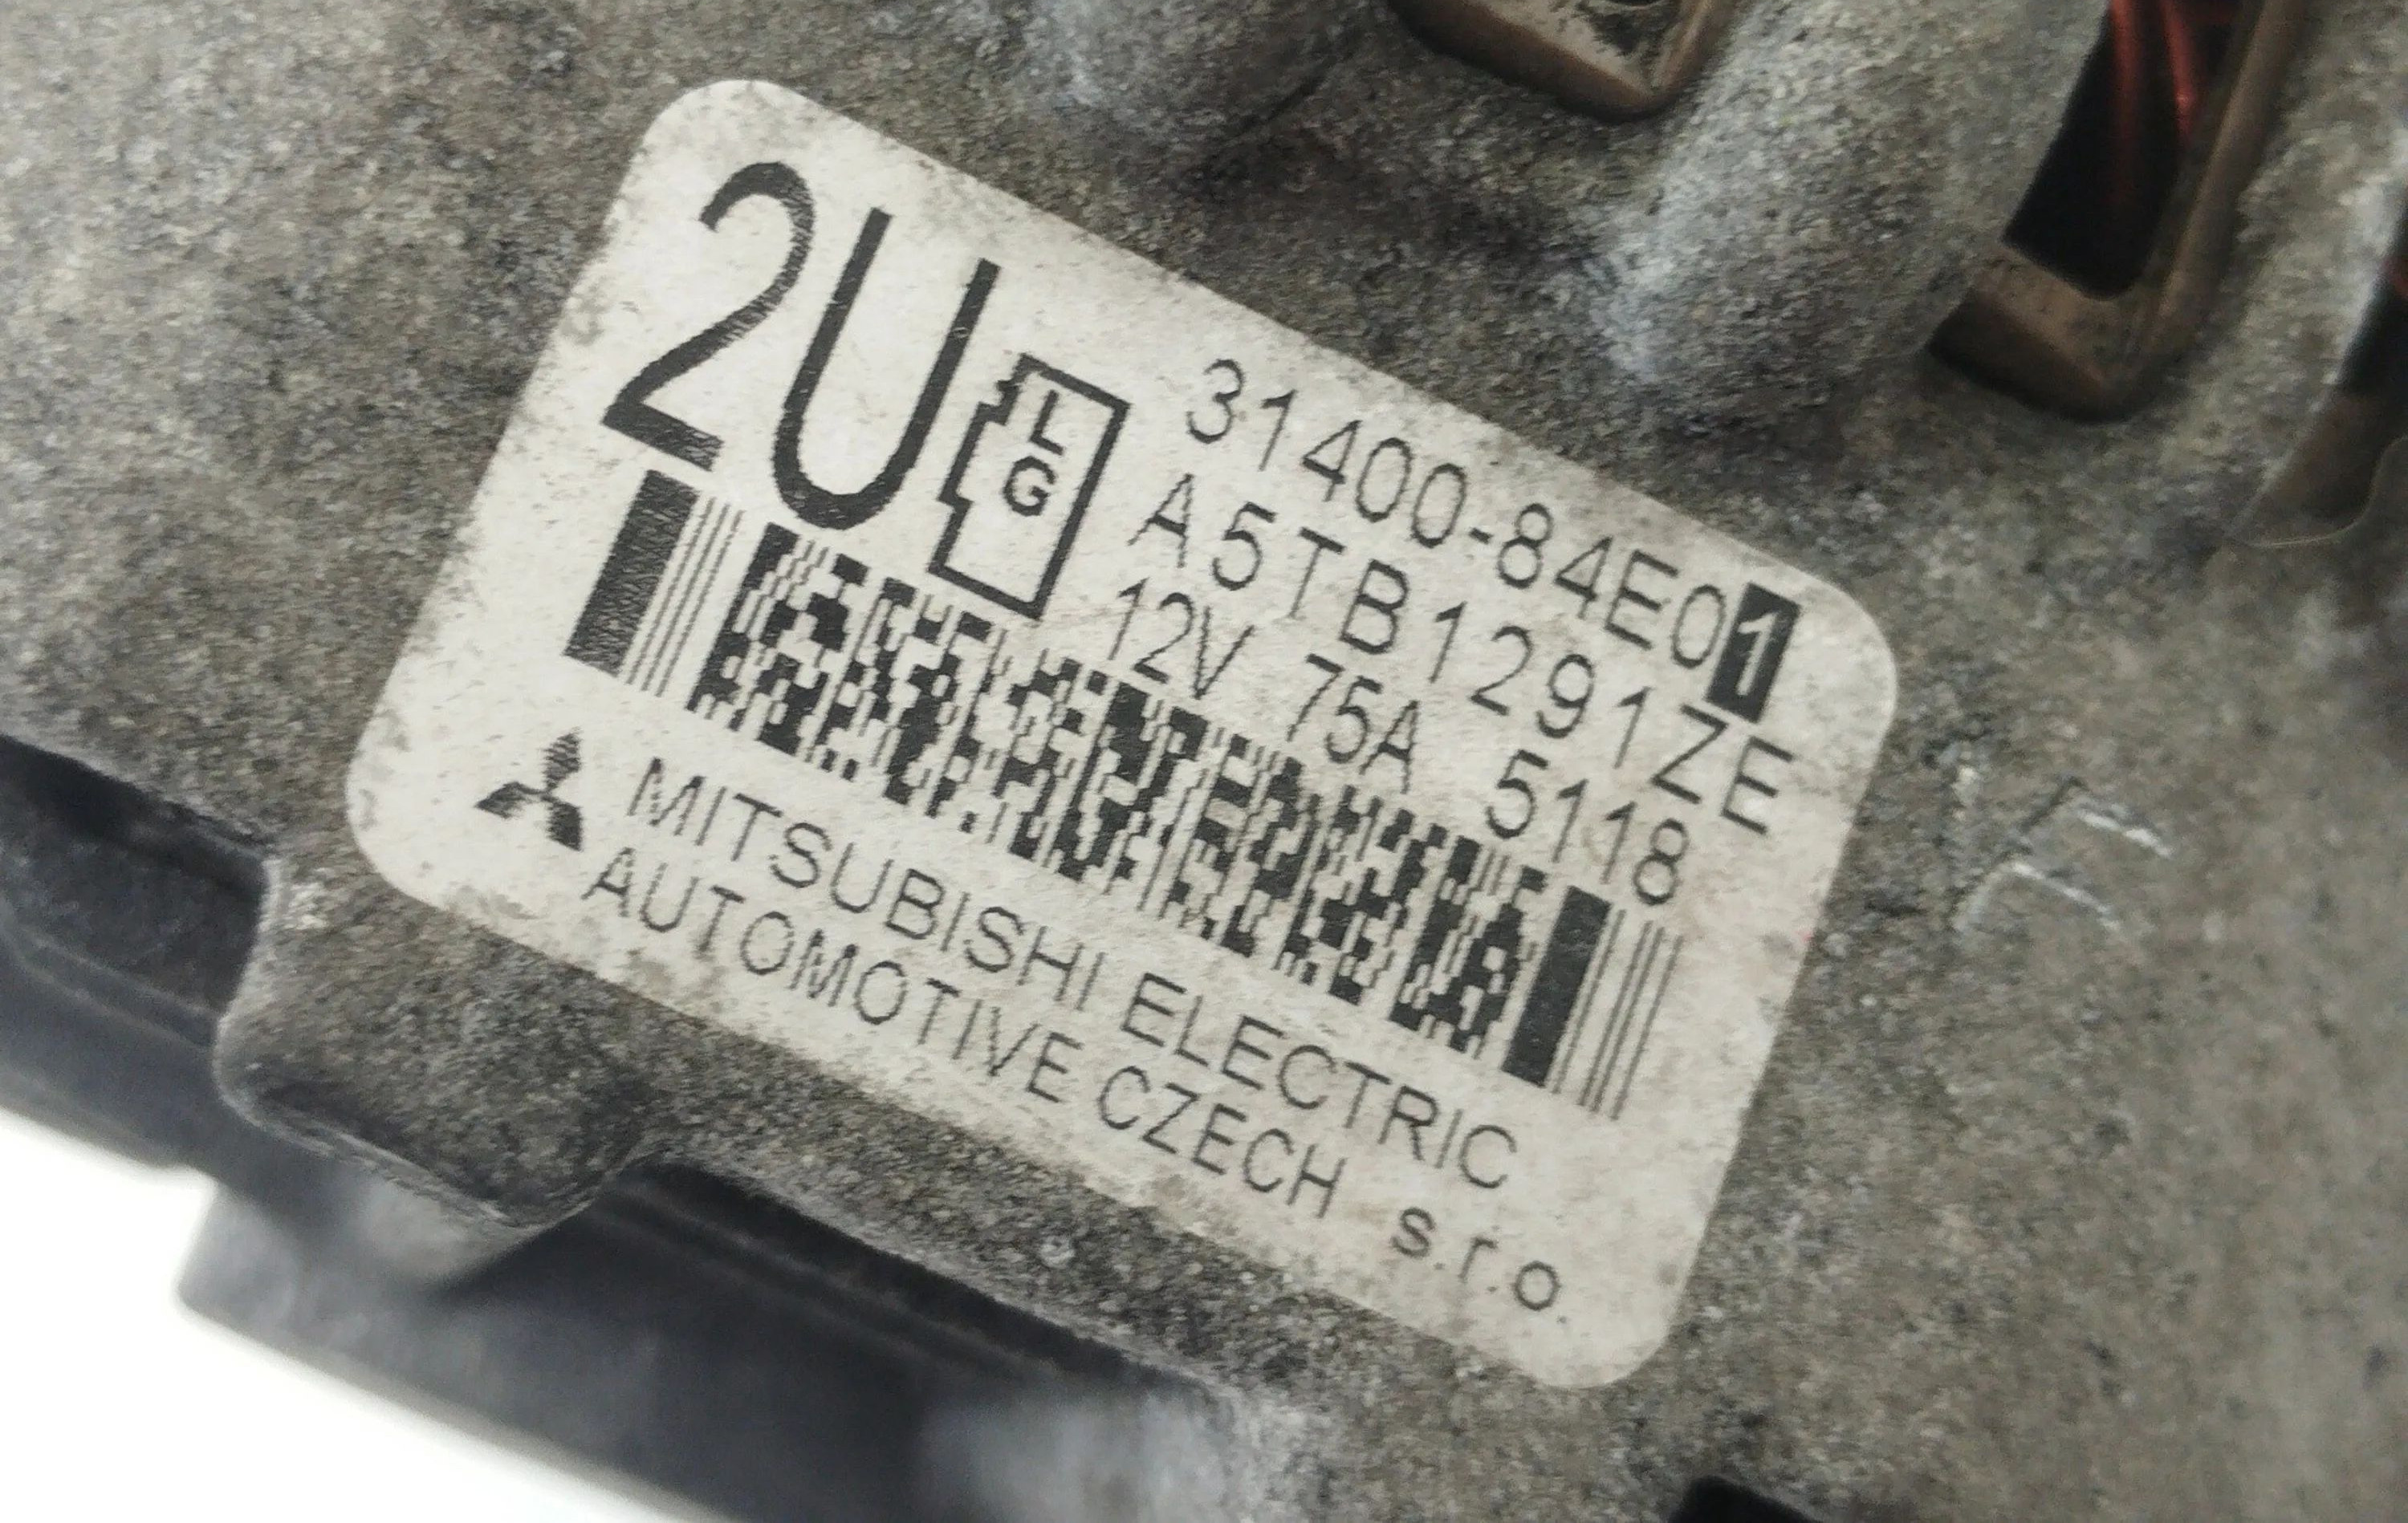 2U
L
G
31400-84E01
A5TB1291ZE
12V 75A 5118
MITSUBISHI ELECTRIC
AUTOMOTIVE CZECH s.r.o.